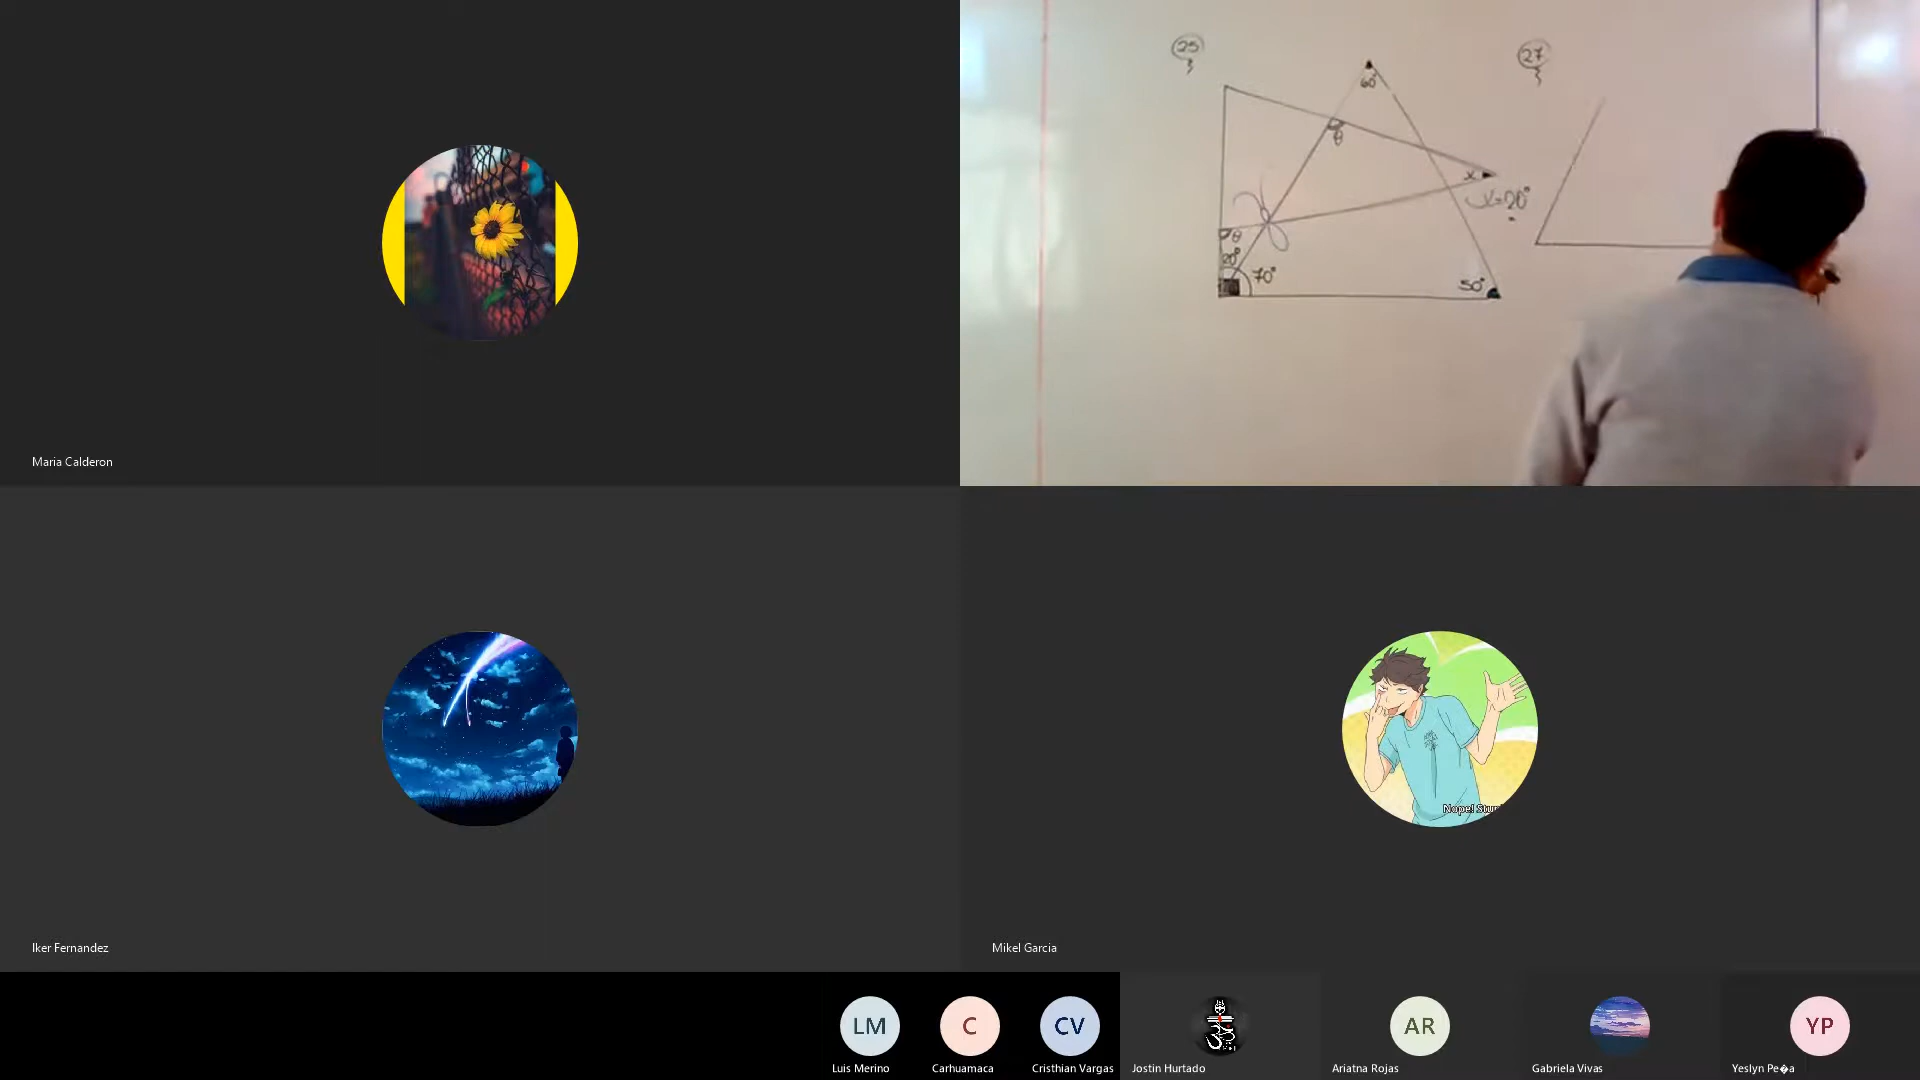 25
27
60°
θ
x
x=20°
θ
20°
70°
50°
Maria Calderon
Nope!
Iker Fernandez
Mikel Garcia
LM
C
CV
AR
YP
Luis Merino
Carhuamaca
Cristhian Vargas
Jostin Hurtado
Ariatna Rojas
Gabriela Vivas
Yeslyn Pe�a